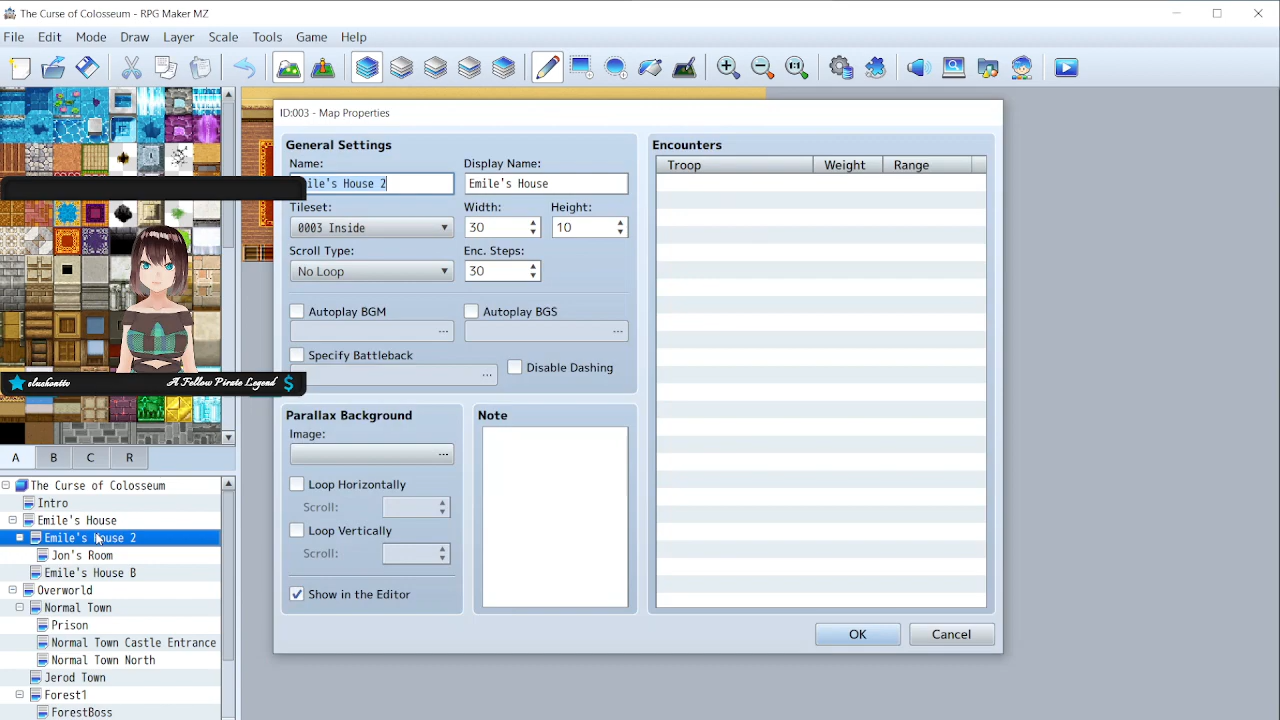 The Curse of Colosseum - RPG Maker MZ
File Edit Mode Draw Layer Scale Tools Game Help
ID:003 - Map Properties
General Settings
Name:
ile's House 2
Display Name:
Emile's House
Tileset:
0003 Inside
Width:
30
Height:
10
Scroll Type:
No Loop
Enc. Steps:
30
Autoplay BGM
...
Autoplay BGS
...
Specify Battleback
...
Disable Dashing
Parallax Background
Image:
...
Loop Horizontally
Scroll:
Loop Vertically
Scroll:
Show in the Editor
Note
Encounters
Troop Weight Range
OK Cancel
elushonitv
A Fellow Pirate Legend $
A B C R
The Curse of Colosseum
Intro
Emile's House
Emile's House 2
Jon's Room
Emile's House B
Overworld
Normal Town
Prison
Normal Town Castle Entrance
Normal Town North
Jerod Town
Forest1
ForestBoss